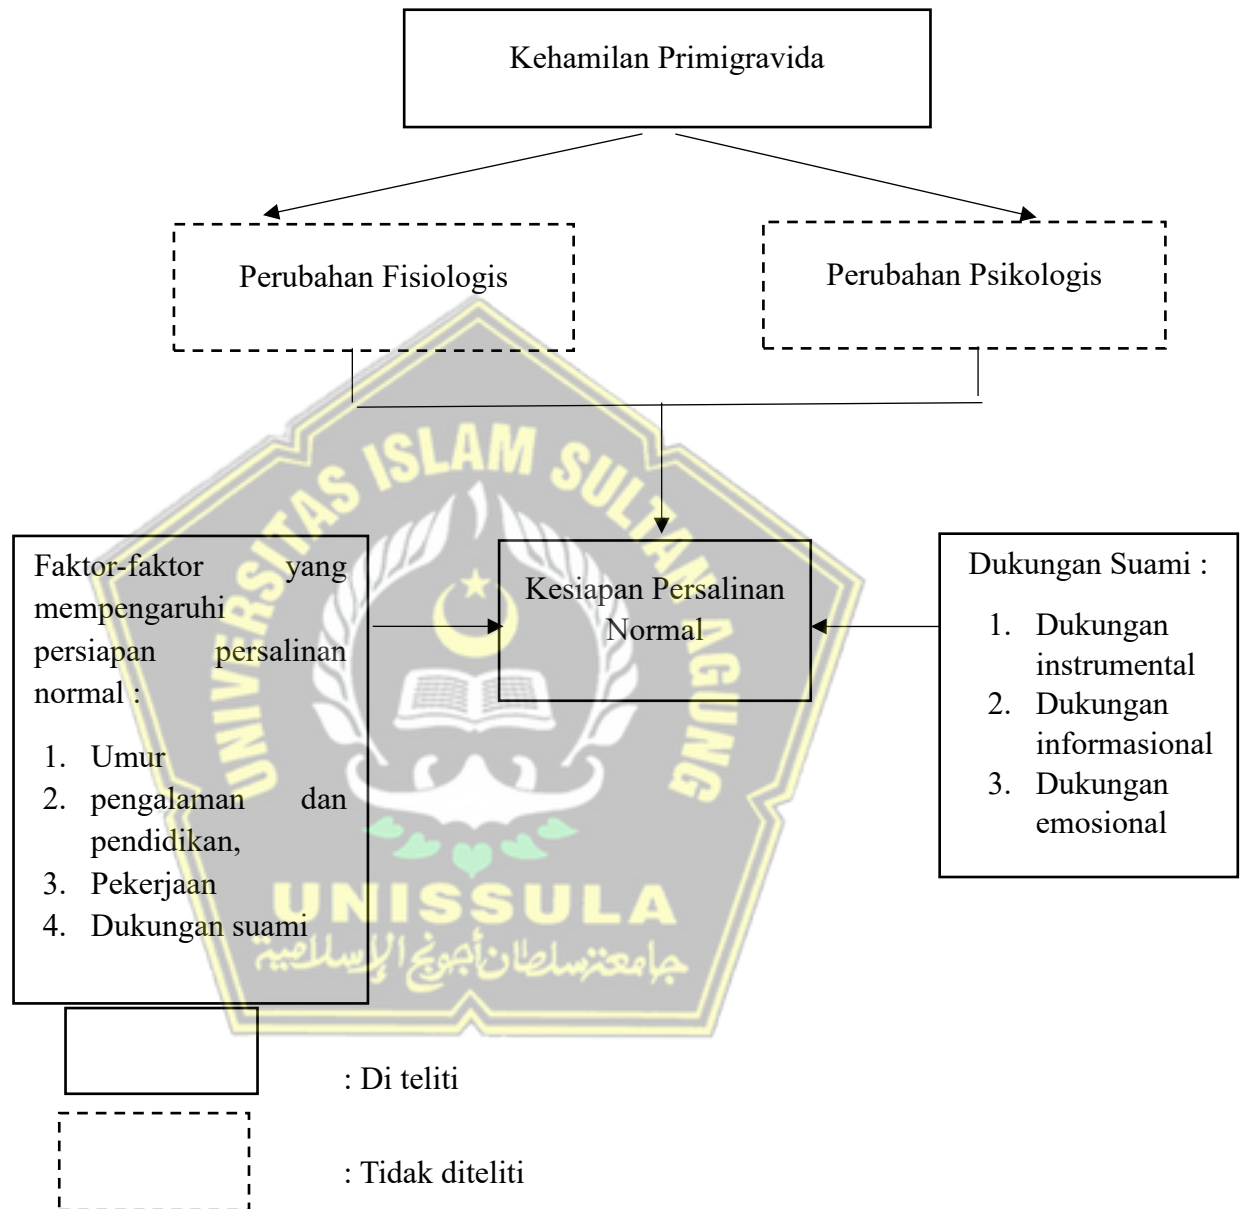 Kehamilan Primigravida
Perubahan Fisiologis
Perubahan Psikologis
UNIVERSITAS ISLAM SULTAN AGUNG
Faktor-faktor yang
mempengaruhi
persiapan persalinan
normal :
1. Umur
2. pengalaman dan
pendidikan,
3. Pekerjaan
4. Dukungan suami
Kesiapan Persalinan
Normal
Dukungan Suami :
1. Dukungan
instrumental
2. Dukungan
informasional
3. Dukungan
emosional
UNISSULA
جامعتنسلطان أجونج الإسلامية
: Di teliti
: Tidak diteliti